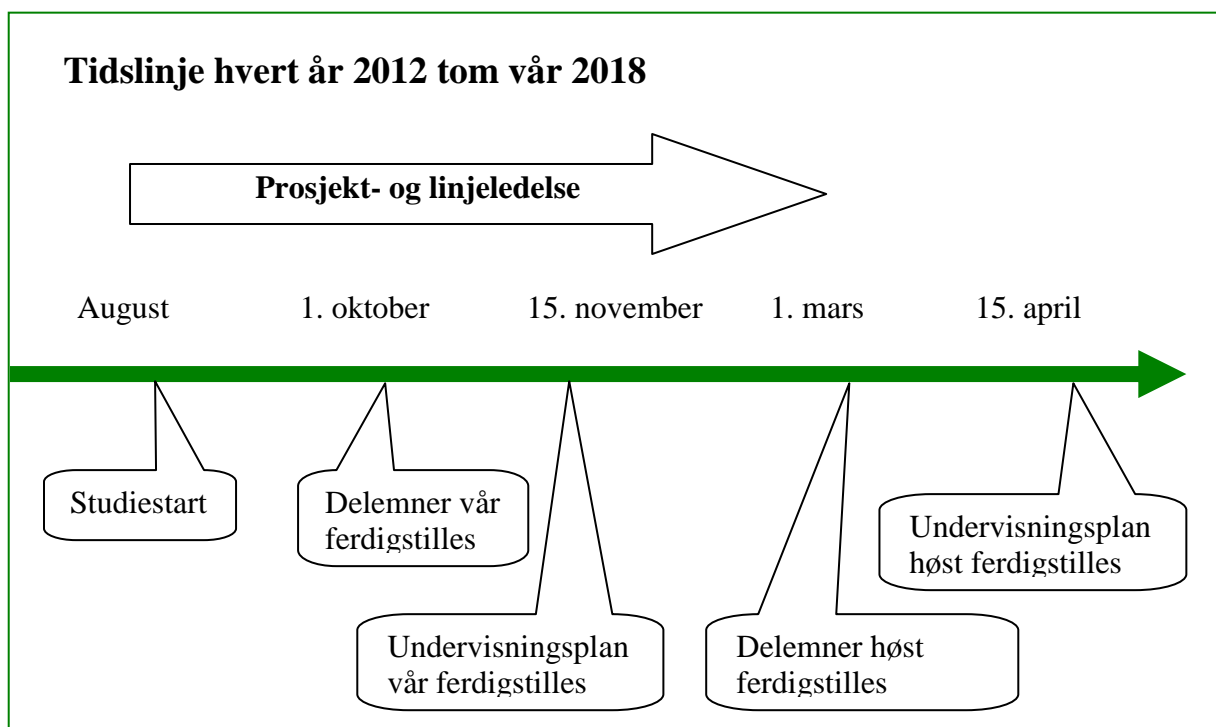 Tidslinje hvert år 2012 tom vår 2018
Prosjekt- og linjeledelse
August
1. oktober
15. november
1. mars
15. april
Studiestart
Delemner vår
ferdigstilles
Undervisningsplan
vår ferdigstilles
Delemner høst
ferdigstilles
Undervisningsplan
høst ferdigstilles